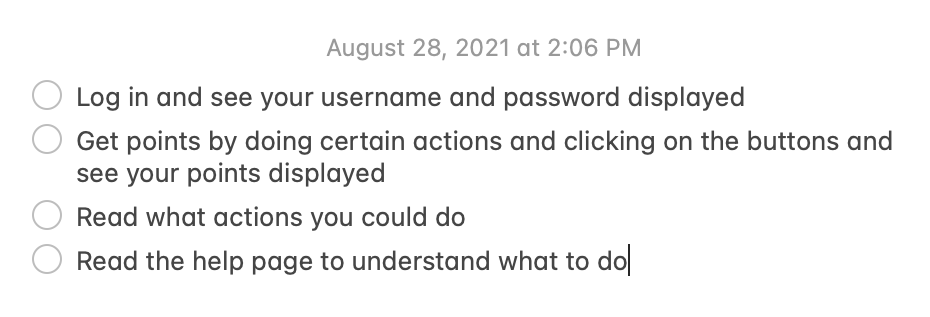 August 28, 2021 at 2:06 PM
Log in and see your username and password displayed
Get points by doing certain actions and clicking on the buttons and
see your points displayed
Read what actions you could do
Read the help page to understand what to do